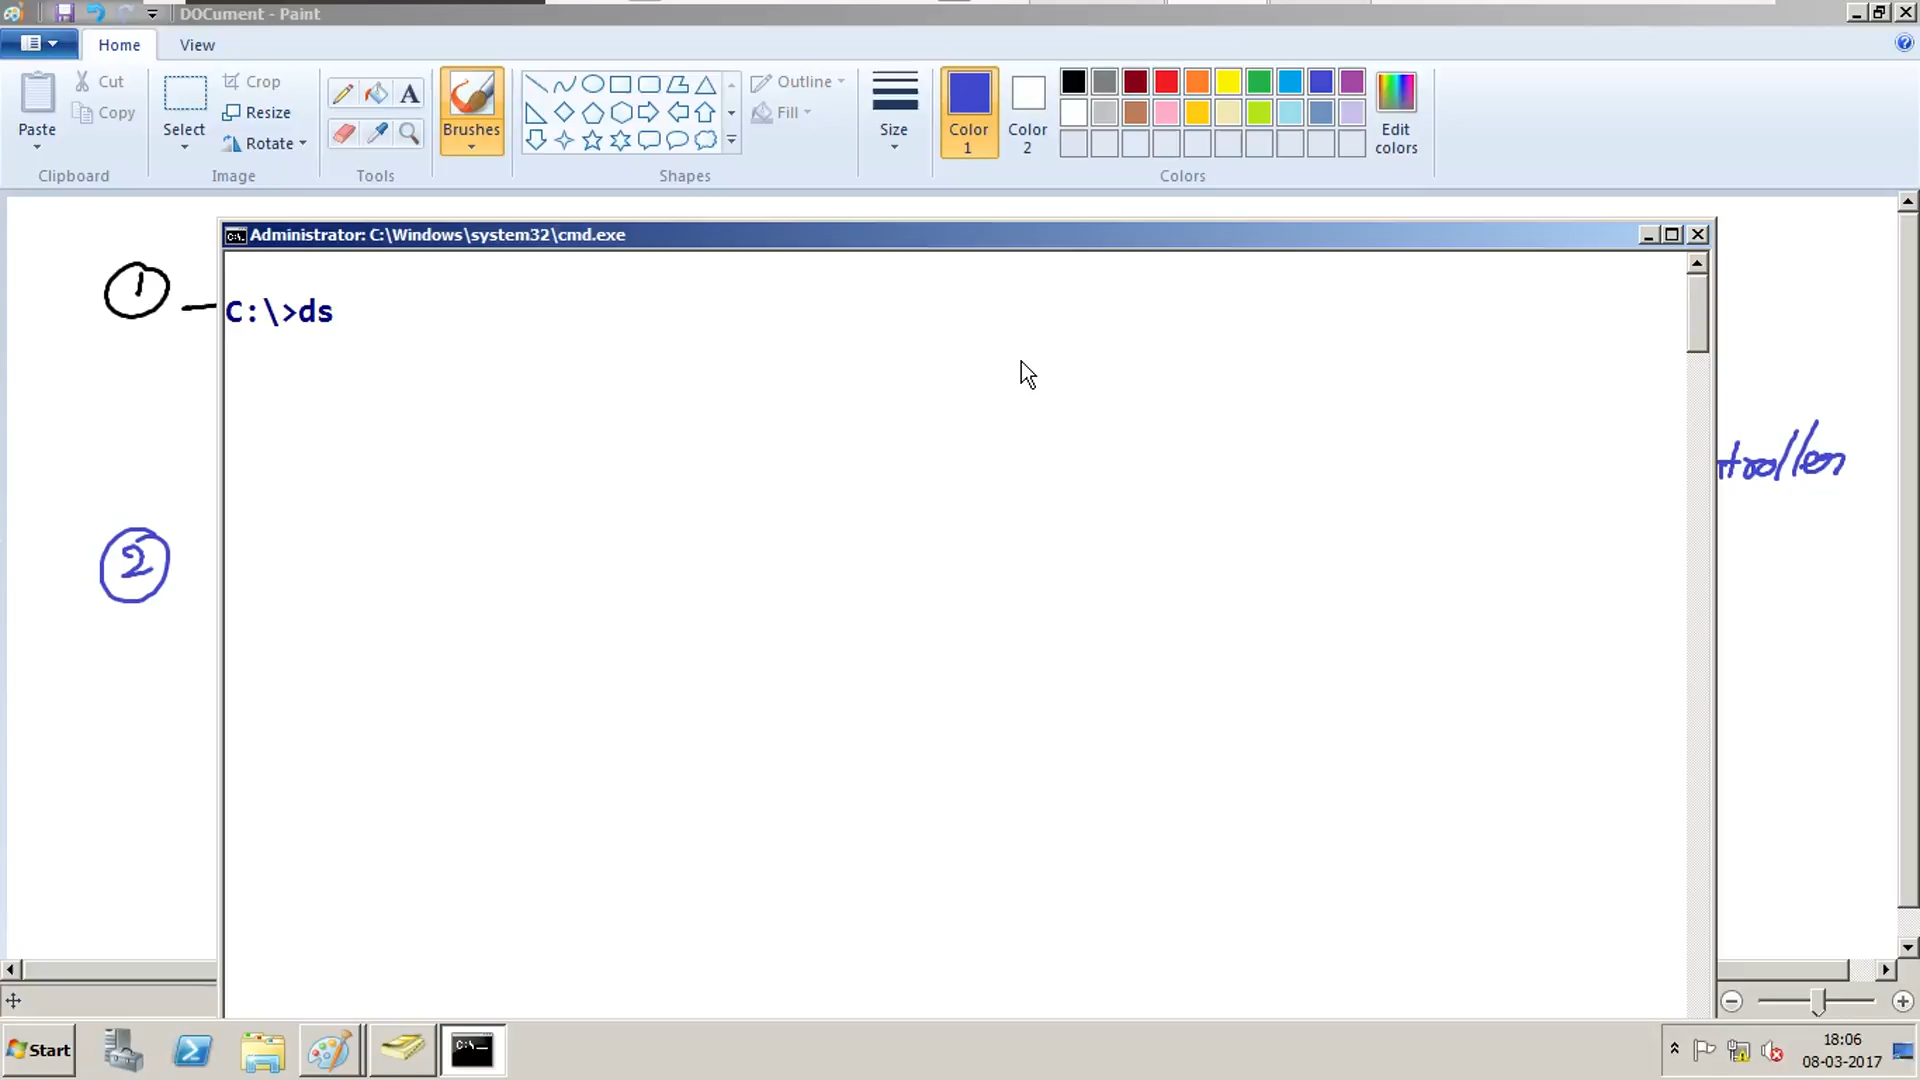 DOCument - Paint
Home View
Cut
Copy
Paste
Clipboard
Select
Crop
Resize
Rotate
Image
A
Tools
Brushes
Outline
Fill
Shapes
Size
Color
1
Color
2
Edit
colors
Colors
Administrator: C:\Windows\system32\cmd.exe
1
C:\>ds
2
Start
18:06
08-03-2017